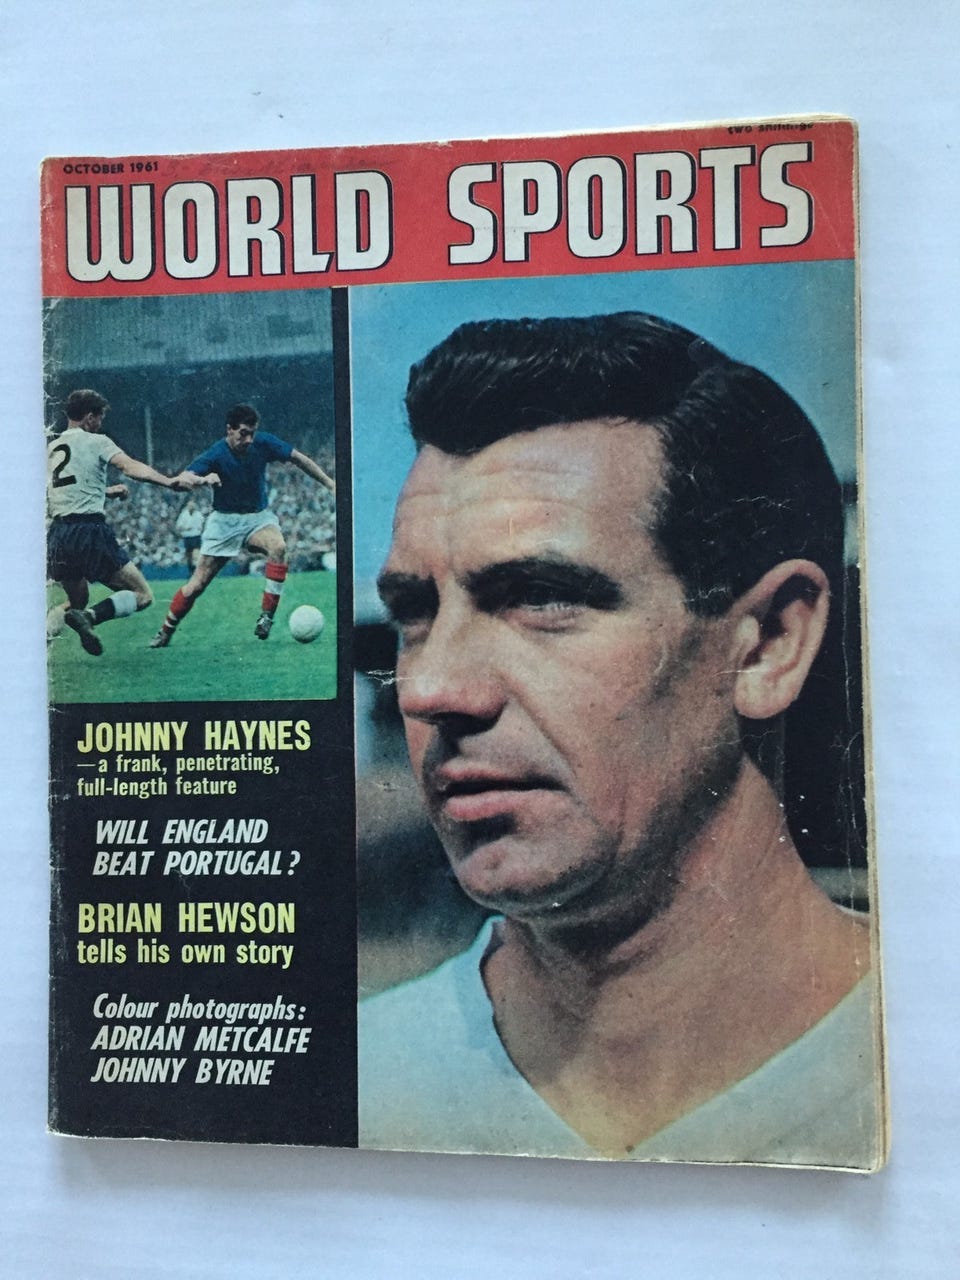 two shillings
OCTOBER 1961
WORLD SPORTS
2
JOHNNY HAYNES
—a frank, penetrating,
full-length feature
WILL ENGLAND
BEAT PORTUGAL?
BRIAN HEWSON
tells his own story
Colour photographs:
ADRIAN METCALFE
JOHNNY BYRNE